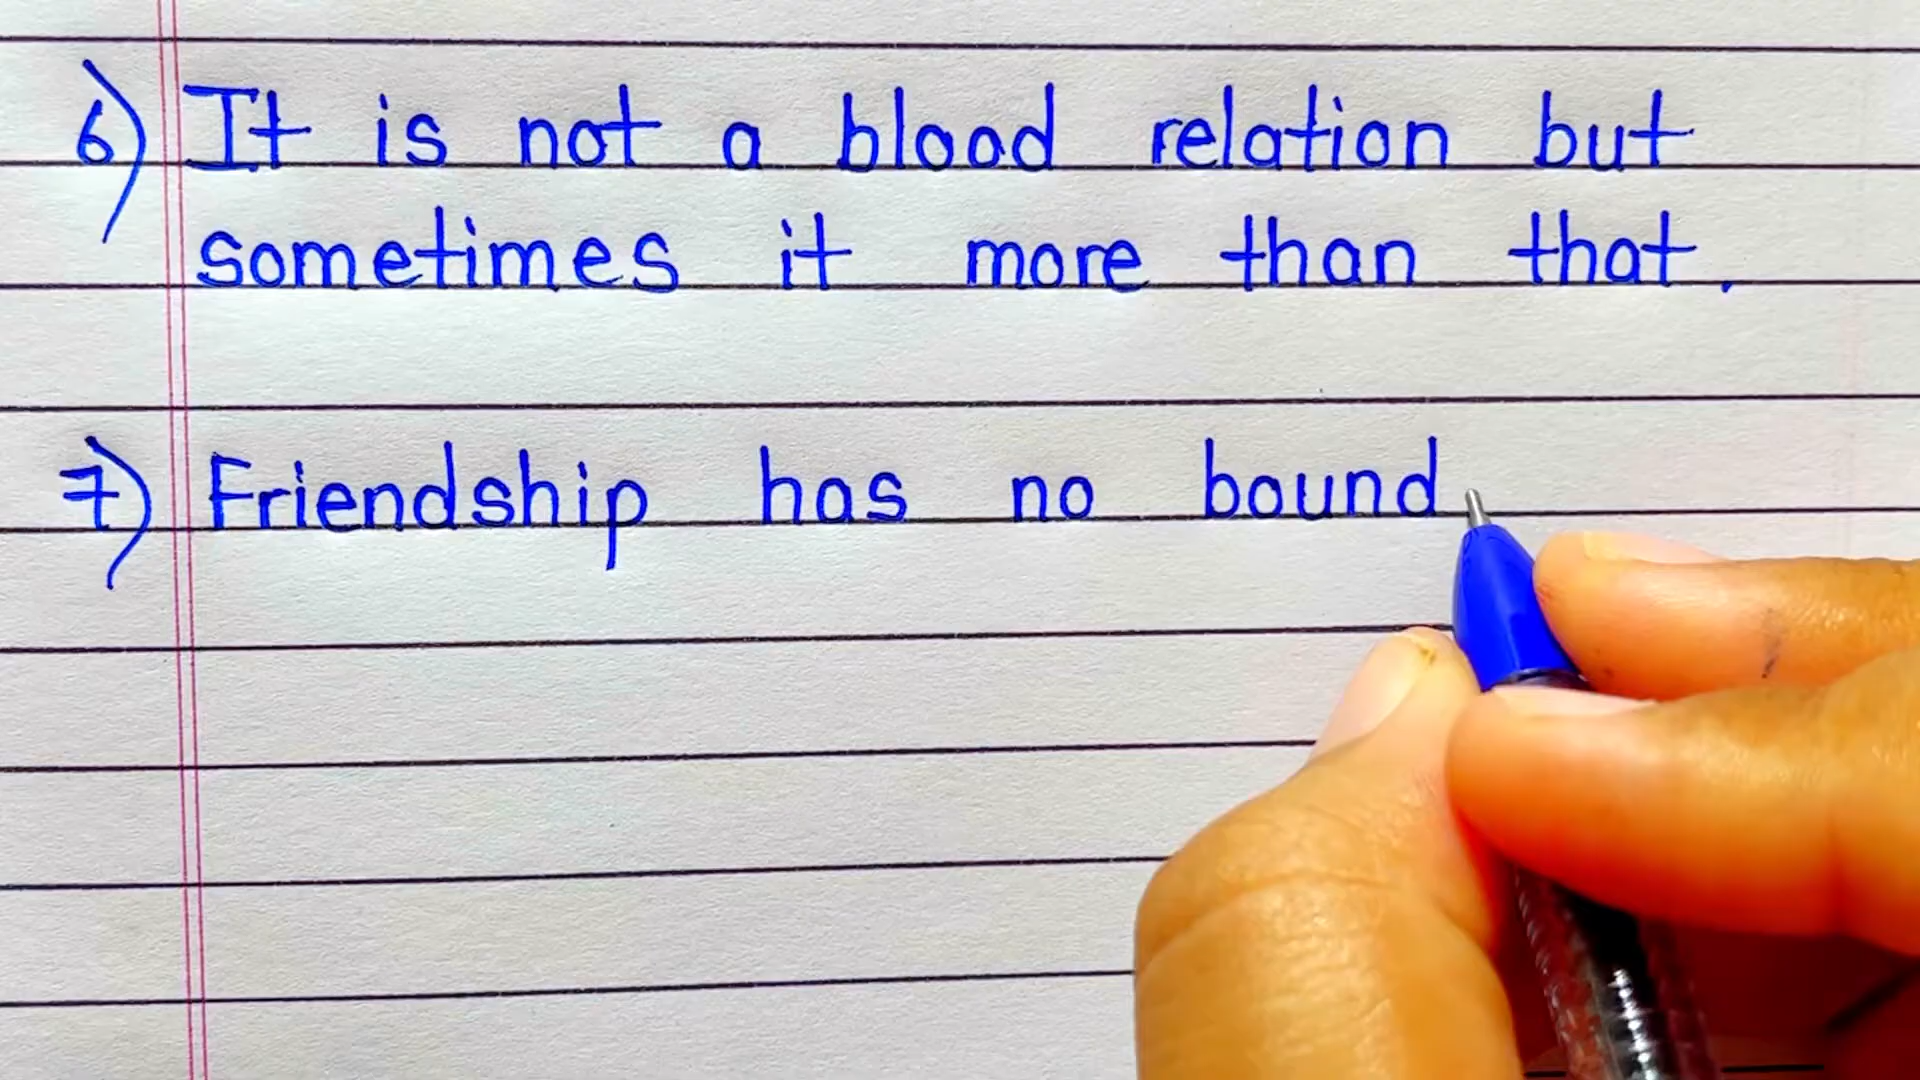 6) It is not a blood relation but
sometimes it more than that.
7) Friendship has no bound